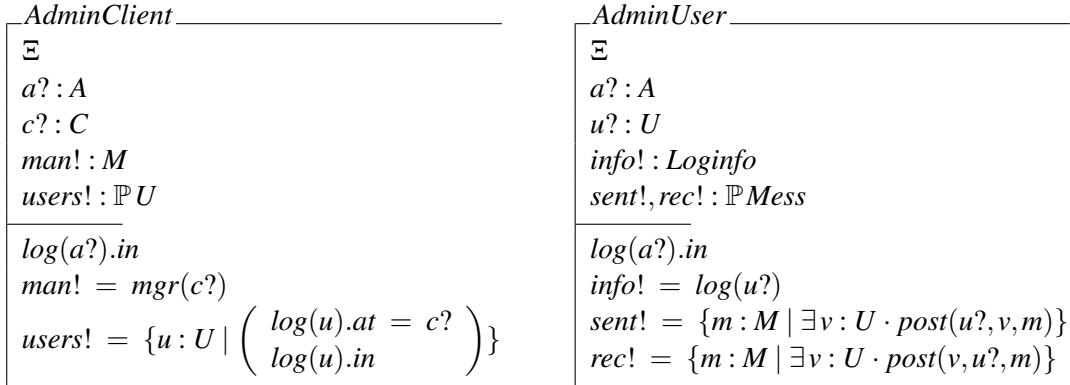 AdminClient
Ξ
a? : A
c? : C
man! : M
users! : ℙ U
log(a?).in
man! = mgr(c?)
users! = {u : U | ( log(u).at = c?
log(u).in )}
AdminUser
Ξ
a? : A
u? : U
info! : Loginfo
sent!, rec! : ℙ Mess
log(a?).in
info! = log(u?)
sent! = {m : M | ∃ v : U · post(u?, v, m)}
rec! = {m : M | ∃ v : U · post(v, u?, m)}